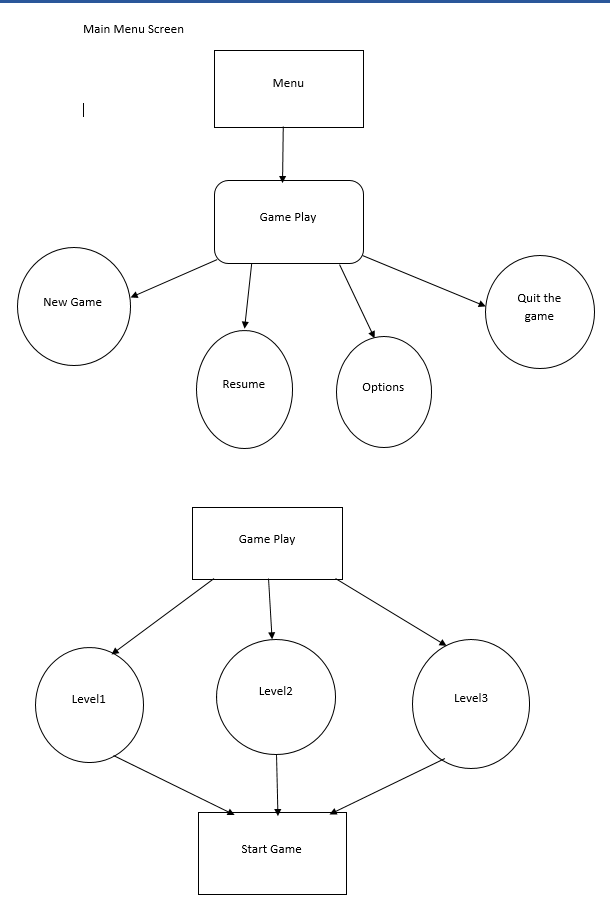 Main Menu Screen
Menu
Game Play
New Game
Quit the
game
Resume
Options
Game Play
Level1
Level2
Level3
Start Game